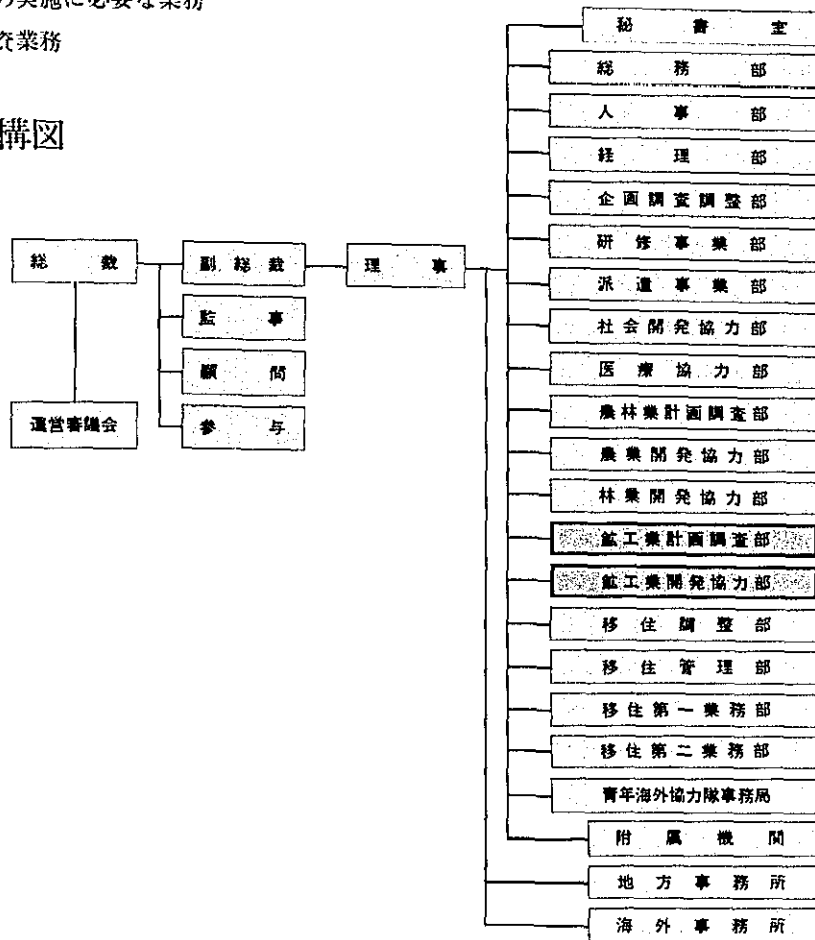 の実施に必要な業務
査業務
構図
総裁
副総裁
理事
監事
顧問
参与
運営審議会
秘書室
総務部
人事部
経理部
企画調査調整部
研修事業部
派遣事業部
社会開発協力部
医療協力部
農林業計画調査部
農業開発協力部
林業開発協力部
鉱工業計画調査部
鉱工業開発協力部
移住調整部
移住管理部
移住第一業務部
移住第二業務部
青年海外協力隊事務局
附属機関
地方事務所
海外事務所